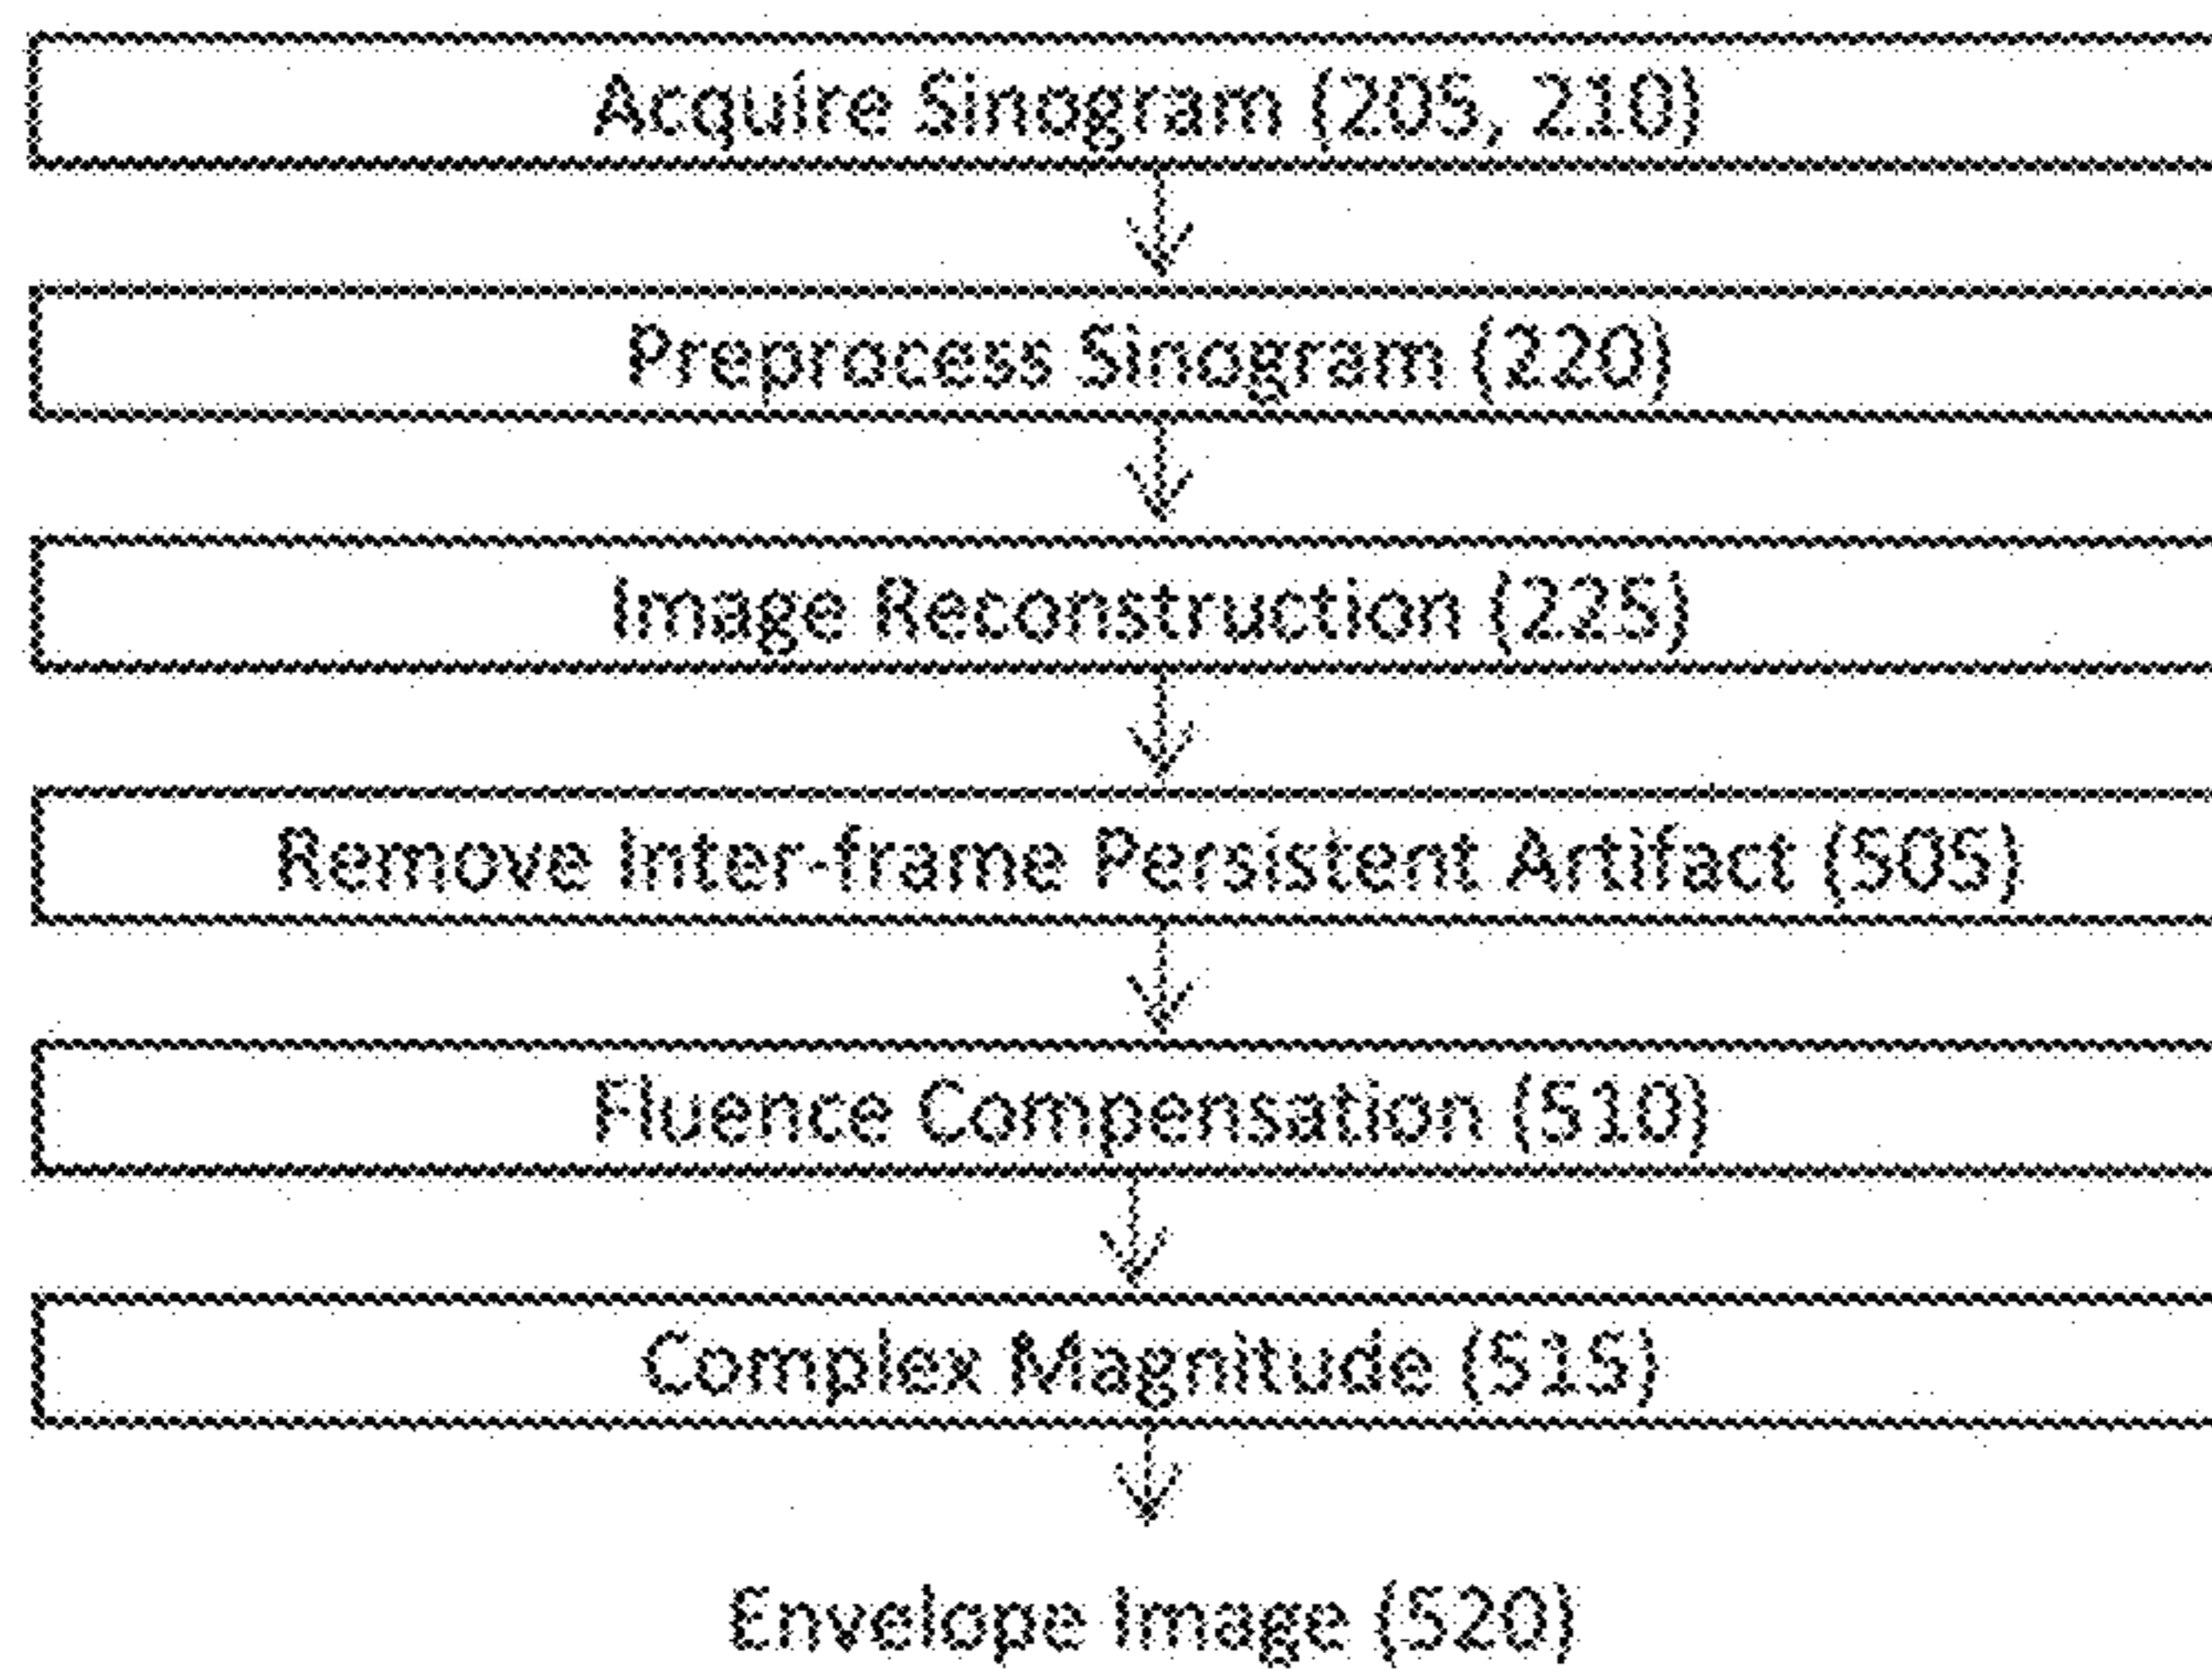 Acquire Sinogram (205, 210)
Preprocess Sinogram (220)
Image Reconstruction (225)
Remove Inter-frame Persistent Artifact (505)
Fluence Compensation (510)
Complex Magnitude (515)
Envelope Image (520)